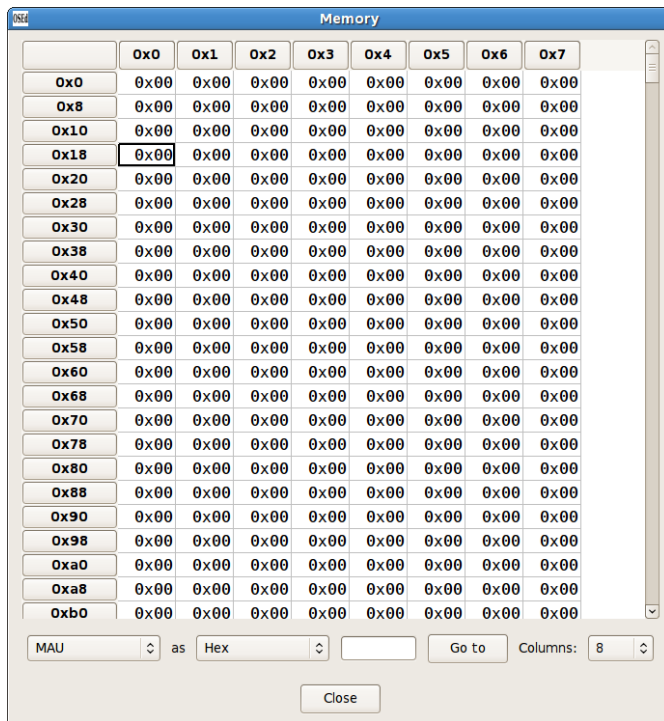 OSEd Memory
0x0 0x1 0x2 0x3 0x4 0x5 0x6 0x7
0x0 0x00 0x00 0x00 0x00 0x00 0x00 0x00 0x00
0x8 0x00 0x00 0x00 0x00 0x00 0x00 0x00 0x00
0x10 0x00 0x00 0x00 0x00 0x00 0x00 0x00 0x00
0x18 0x00 0x00 0x00 0x00 0x00 0x00 0x00 0x00
0x20 0x00 0x00 0x00 0x00 0x00 0x00 0x00 0x00
0x28 0x00 0x00 0x00 0x00 0x00 0x00 0x00 0x00
0x30 0x00 0x00 0x00 0x00 0x00 0x00 0x00 0x00
0x38 0x00 0x00 0x00 0x00 0x00 0x00 0x00 0x00
0x40 0x00 0x00 0x00 0x00 0x00 0x00 0x00 0x00
0x48 0x00 0x00 0x00 0x00 0x00 0x00 0x00 0x00
0x50 0x00 0x00 0x00 0x00 0x00 0x00 0x00 0x00
0x58 0x00 0x00 0x00 0x00 0x00 0x00 0x00 0x00
0x60 0x00 0x00 0x00 0x00 0x00 0x00 0x00 0x00
0x68 0x00 0x00 0x00 0x00 0x00 0x00 0x00 0x00
0x70 0x00 0x00 0x00 0x00 0x00 0x00 0x00 0x00
0x78 0x00 0x00 0x00 0x00 0x00 0x00 0x00 0x00
0x80 0x00 0x00 0x00 0x00 0x00 0x00 0x00 0x00
0x88 0x00 0x00 0x00 0x00 0x00 0x00 0x00 0x00
0x90 0x00 0x00 0x00 0x00 0x00 0x00 0x00 0x00
0x98 0x00 0x00 0x00 0x00 0x00 0x00 0x00 0x00
0xa0 0x00 0x00 0x00 0x00 0x00 0x00 0x00 0x00
0xa8 0x00 0x00 0x00 0x00 0x00 0x00 0x00 0x00
0xb0 0x00 0x00 0x00 0x00 0x00 0x00 0x00 0x00
MAU as Hex Go to Columns: 8
Close